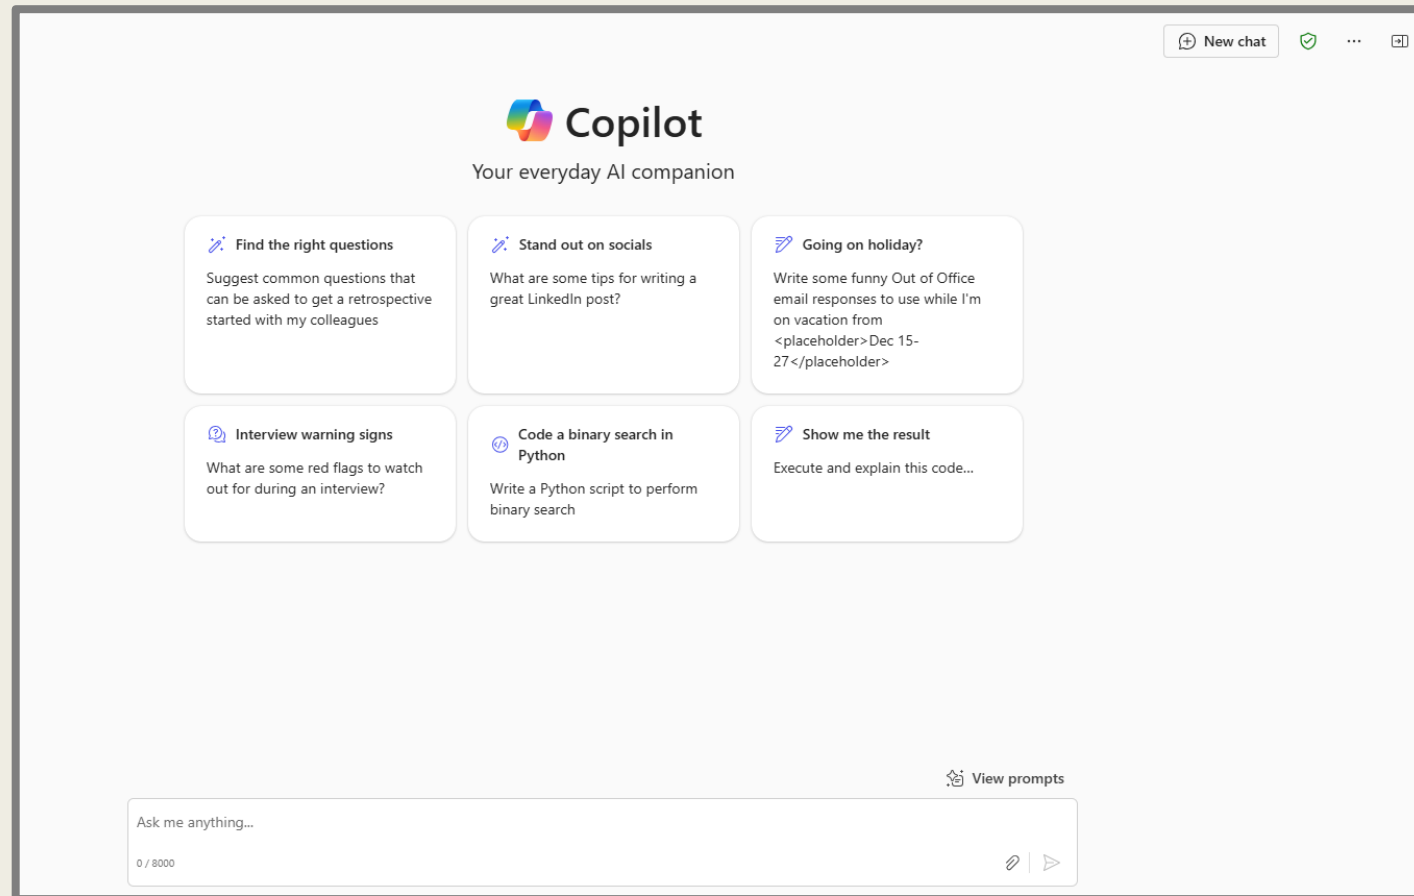 New chat
Copilot
Your everyday AI companion
Find the right questions
Suggest common questions that
can be asked to get a retrospective
started with my colleagues
Stand out on socials
What are some tips for writing a
great LinkedIn post?
Going on holiday?
Write some funny Out of Office
email responses to use while I'm
on vacation from
<placeholder>Dec 15-
27</placeholder>
Interview warning signs
What are some red flags to watch
out for during an interview?
Code a binary search in
Python
Write a Python script to perform
binary search
Show me the result
Execute and explain this code...
View prompts
Ask me anything...
0 / 8000